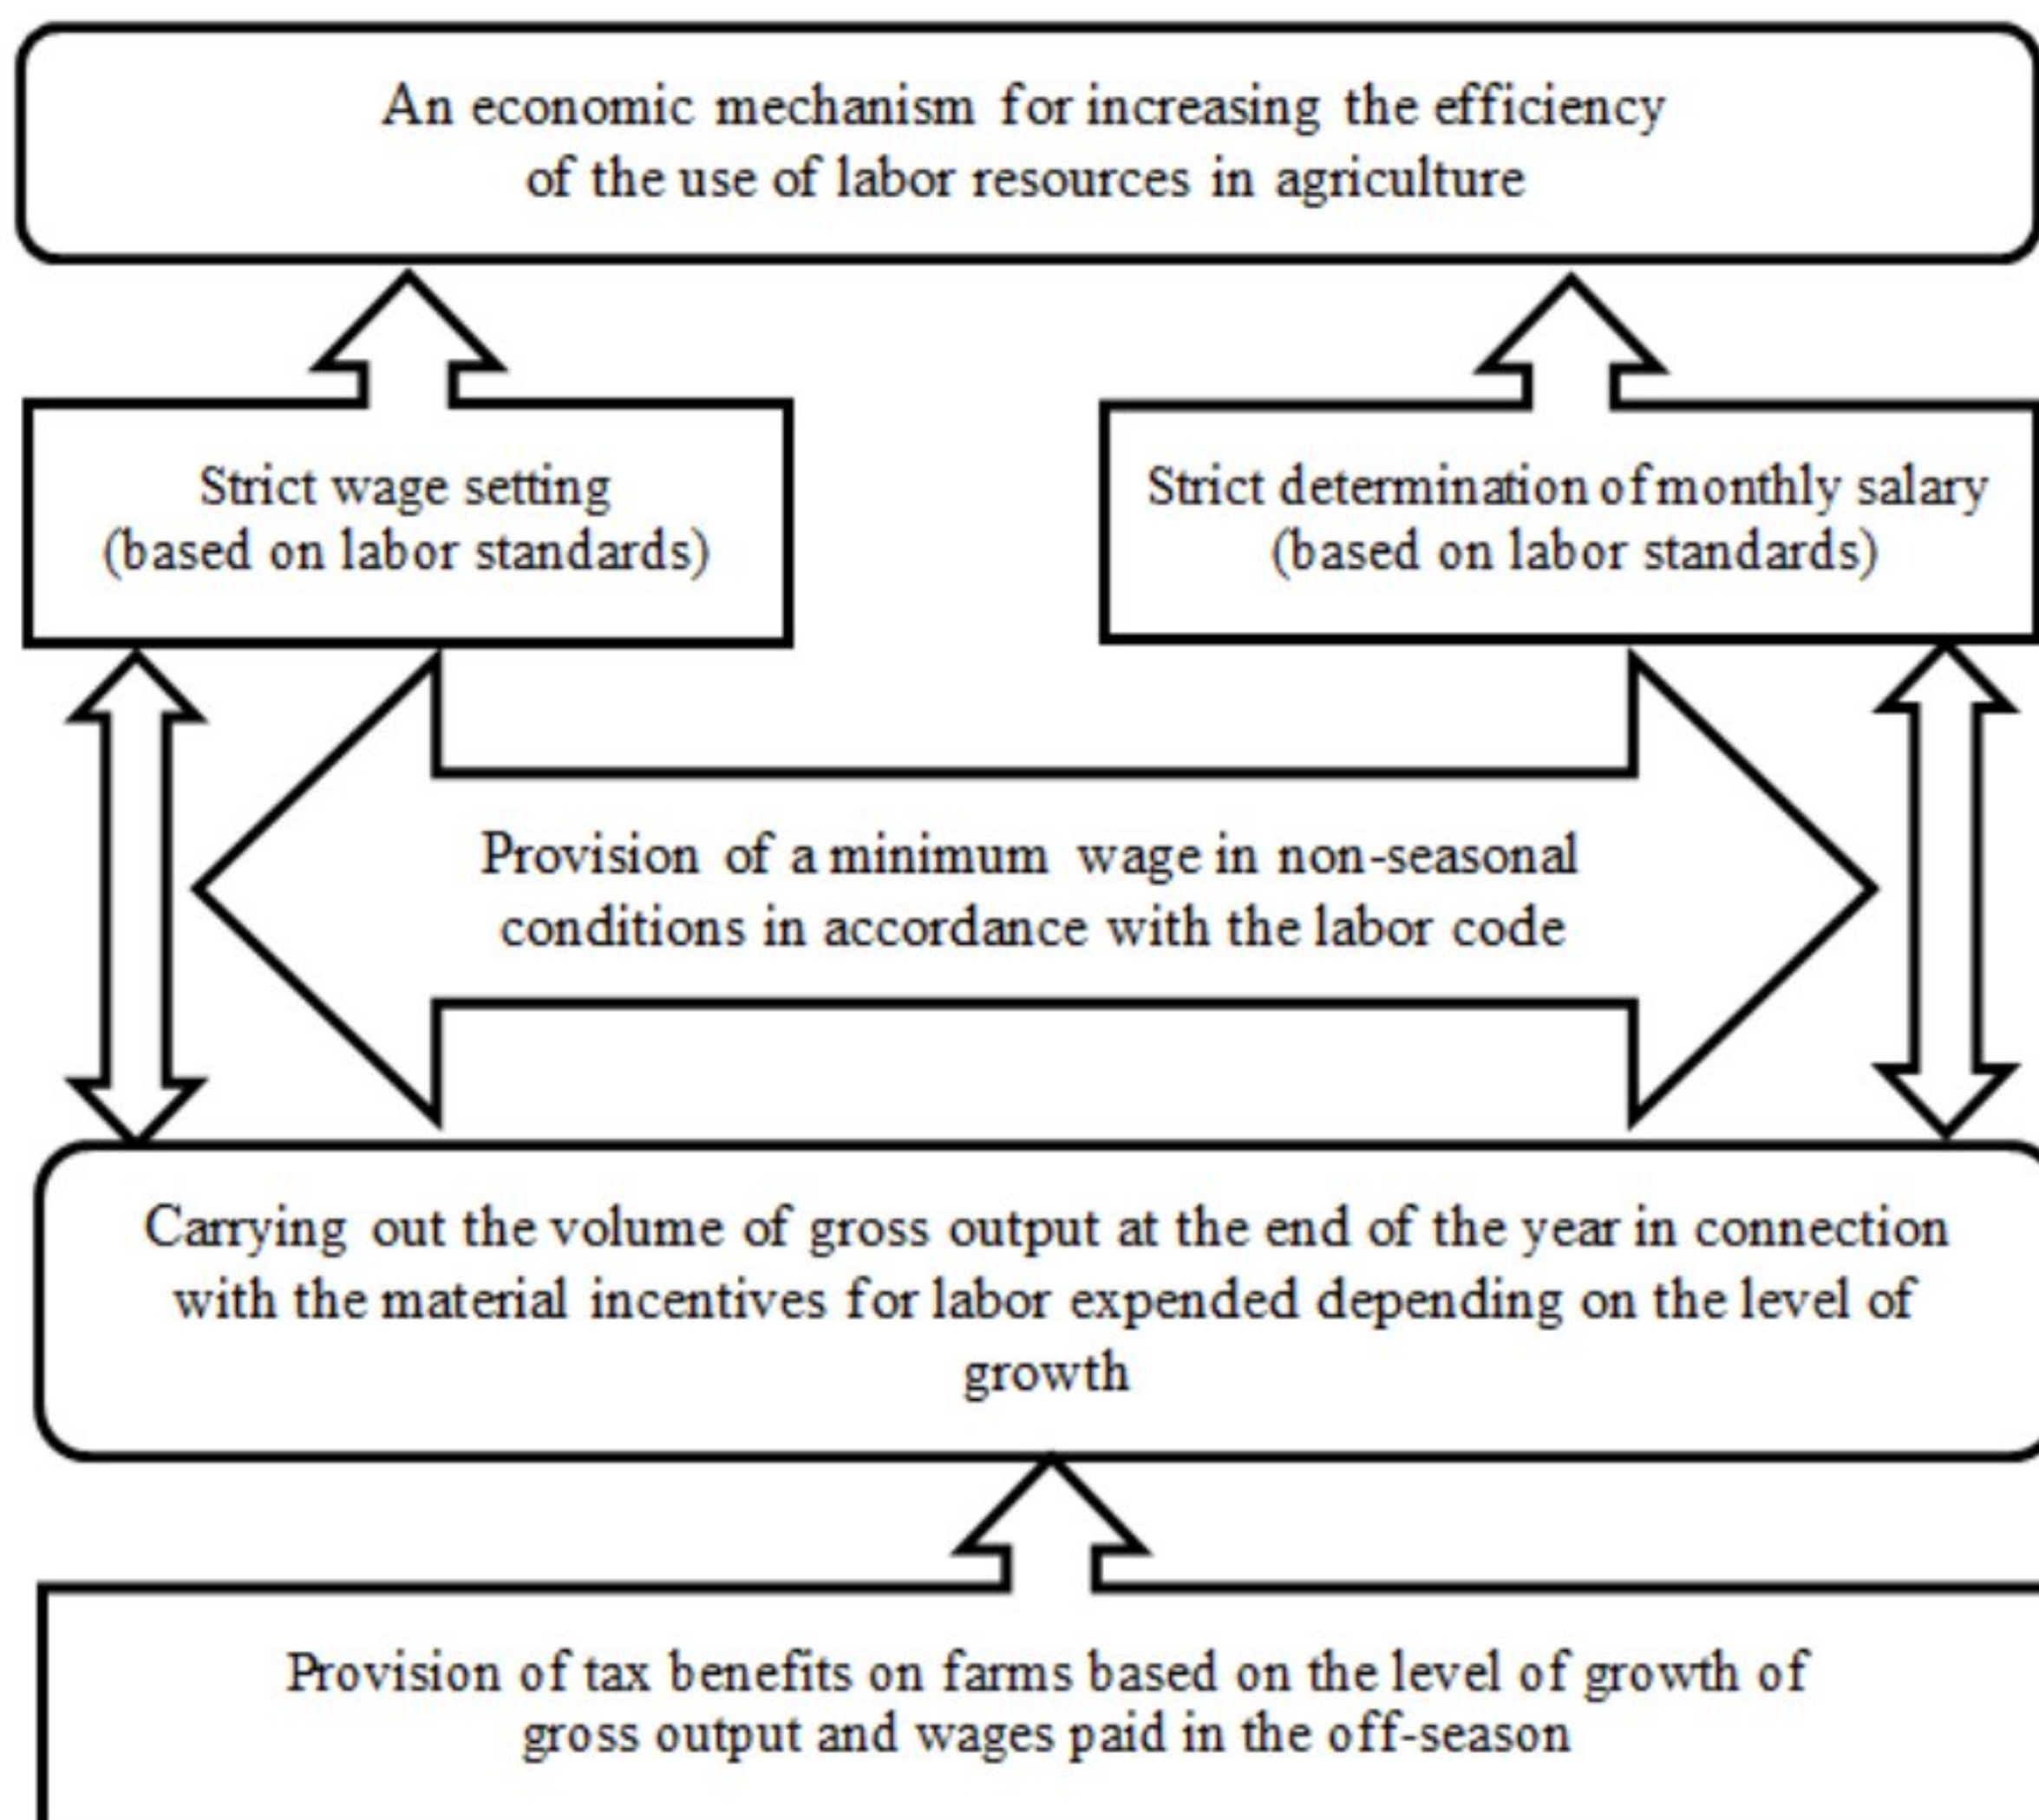 An economic mechanism for increasing the efficiency
of the use of labor resources in agriculture
Strict wage setting
(based on labor standards)
Strict determination of monthly salary
(based on labor standards)
Provision of a minimum wage in non-seasonal
conditions in accordance with the labor code
Carrying out the volume of gross output at the end of the year in connection
with the material incentives for labor expended depending on the level of
growth
Provision of tax benefits on farms based on the level of growth of
gross output and wages paid in the off-season